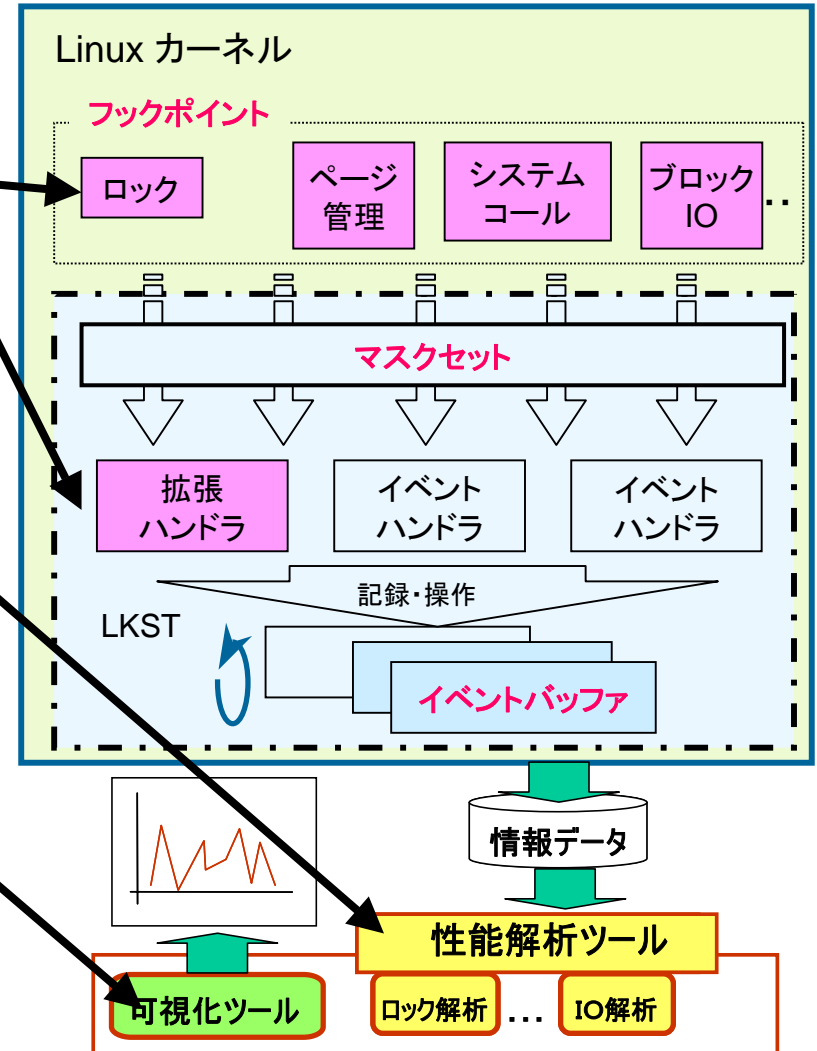 Linux カーネル
フックポイント
ロック
ページ
管理
システム
コール
ブロック
IO
..
マスクセット
拡張
ハンドラ
イベント
ハンドラ
イベント
ハンドラ
記録・操作
LKST
イベントバッファ
情報データ
性能解析ツール
可視化ツール
ロック解析
...
IO解析